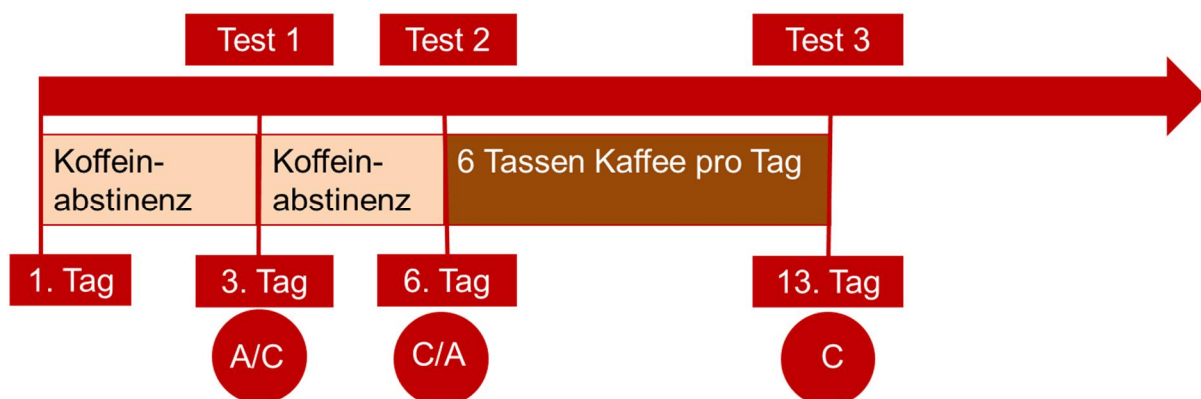 Test 1
Test 2
Test 3
Koffein-
abstinenz
Koffein-
abstinenz
6 Tassen Kaffee pro Tag
1. Tag
3. Tag
6. Tag
13. Tag
A/C
C/A
C